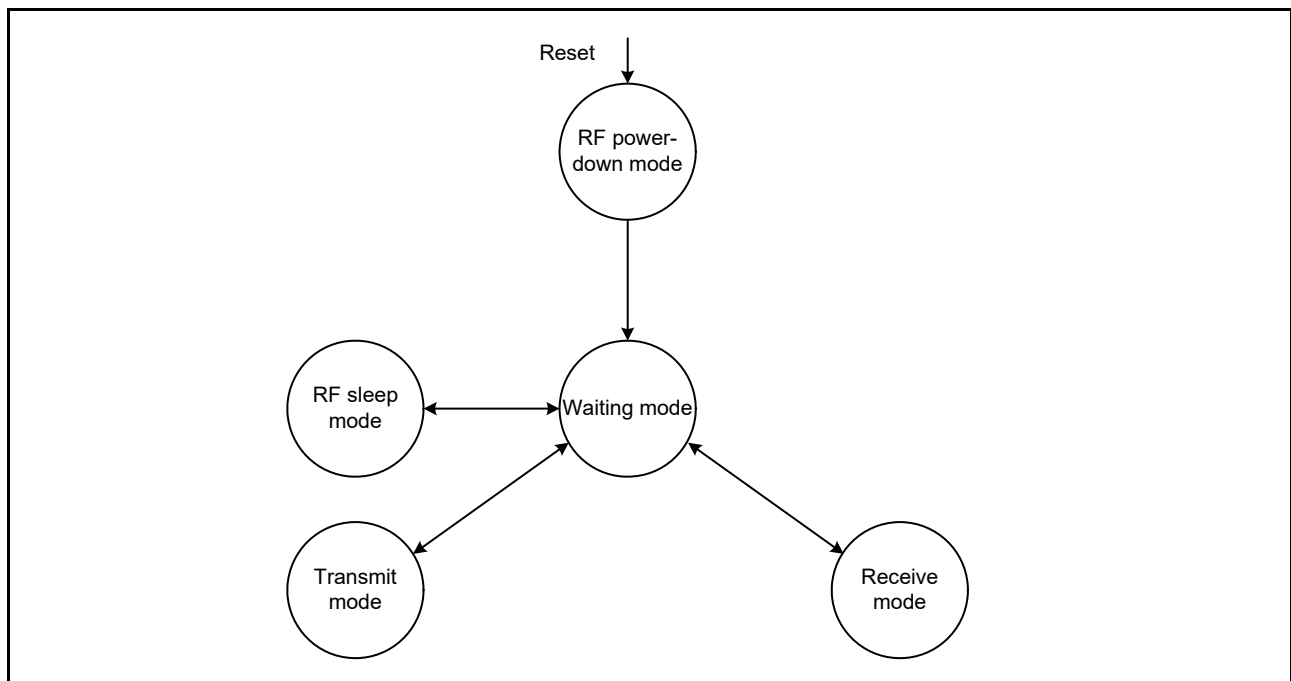 Reset
RF power-
down mode
RF sleep
mode
Waiting mode
Transmit
mode
Receive
mode